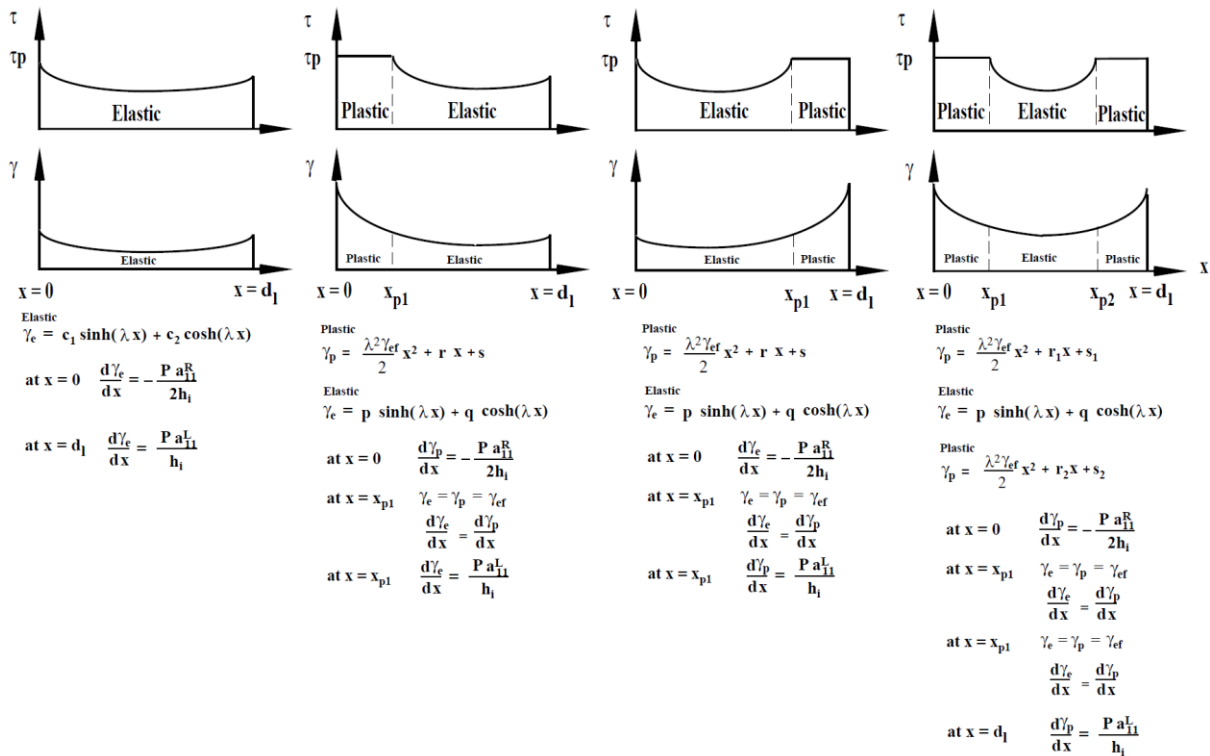 τ
τp
Elastic
γ
Elastic
x = 0
x = d₁
Elastic
γₑ = c₁ sinh(λ x) + c₂ cosh(λ x)
at x = 0 dγₑ/dx = - P a₁₁ᴿ / 2hᵢ
at x = d₁ dγₑ/dx = P a₁₁ᴸ / hᵢ
τ
τp
Plastic
Elastic
γ
Plastic
Elastic
x = 0
xₚ₁
x = d₁
Plastic
γₚ = λ²γₑf/2 x² + r x + s
Elastic
γₑ = p sinh(λ x) + q cosh(λ x)
at x = 0 dγₚ/dx = - P a₁₁ᴿ / 2hᵢ
at x = xₚ₁ γₑ = γₚ = γₑf
dγₑ/dx = dγₚ/dx
at x = xₚ₁ dγₑ/dx = P a₁₁ᴸ / hᵢ
τ
τp
Elastic
Plastic
γ
Elastic
Plastic
x = 0
xₚ₁
x = d₁
Plastic
γₚ = λ²γₑf/2 x² + r x + s
Elastic
γₑ = p sinh(λ x) + q cosh(λ x)
at x = 0 dγₑ/dx = - P a₁₁ᴿ / 2hᵢ
at x = xₚ₁ γₑ = γₚ = γₑf
dγₑ/dx = dγₚ/dx
at x = xₚ₁ dγₚ/dx = P a₁₁ᴸ / hᵢ
τ
τp
Plastic
Elastic
Plastic
γ
Plastic
Elastic
Plastic
x
x = 0
xₚ₁
xₚ₂
x = d₁
Plastic
γₚ = λ²γₑf/2 x² + r₁x + s₁
Elastic
γₑ = p sinh(λ x) + q cosh(λ x)
Plastic
γₚ = λ²γₑf/2 x² + r₂x + s₂
at x = 0 dγₚ/dx = - P a₁₁ᴿ / 2hᵢ
at x = xₚ₁ γₑ = γₚ = γₑf
dγₑ/dx = dγₚ/dx
at x = xₚ₁ γₑ = γₚ = γₑf
dγₑ/dx = dγₚ/dx
at x = d₁ dγₚ/dx = P a₁₁ᴸ / hᵢ